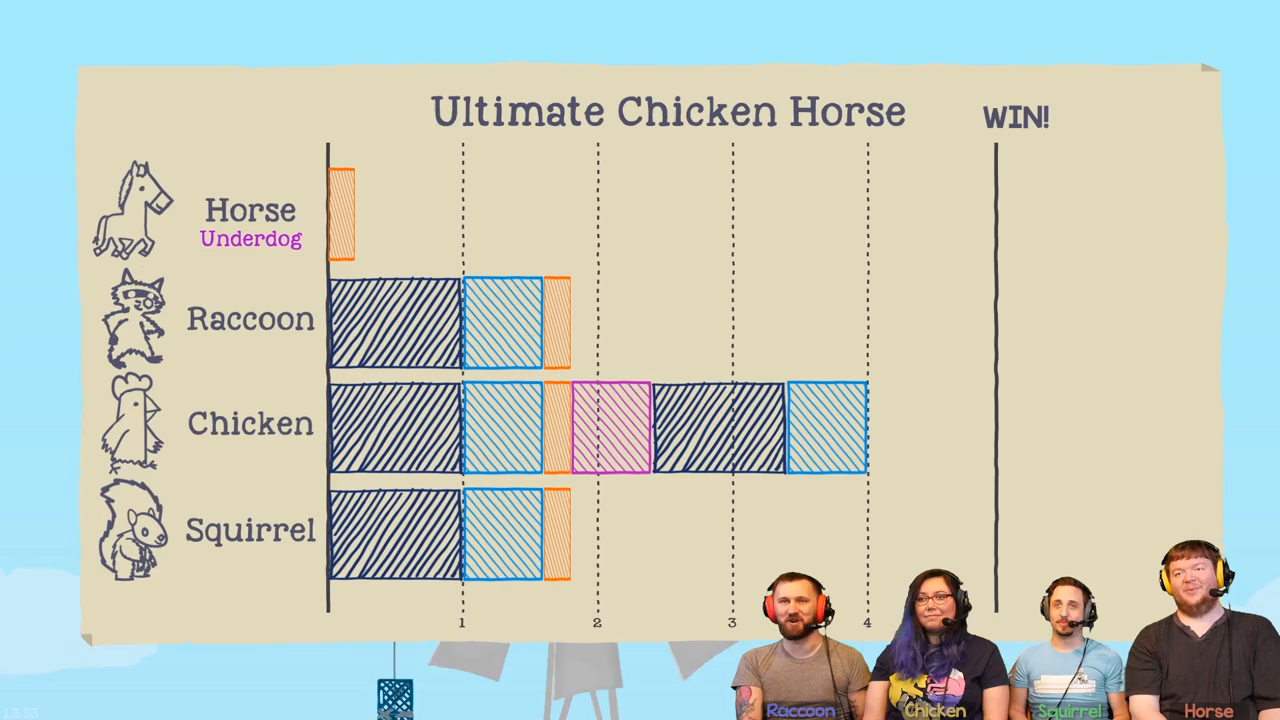 Ultimate Chicken Horse
WIN!
Horse
Underdog
Raccoon
Chicken
Squirrel
1 2 3 4
Raccoon Chicken Squirrel Horse